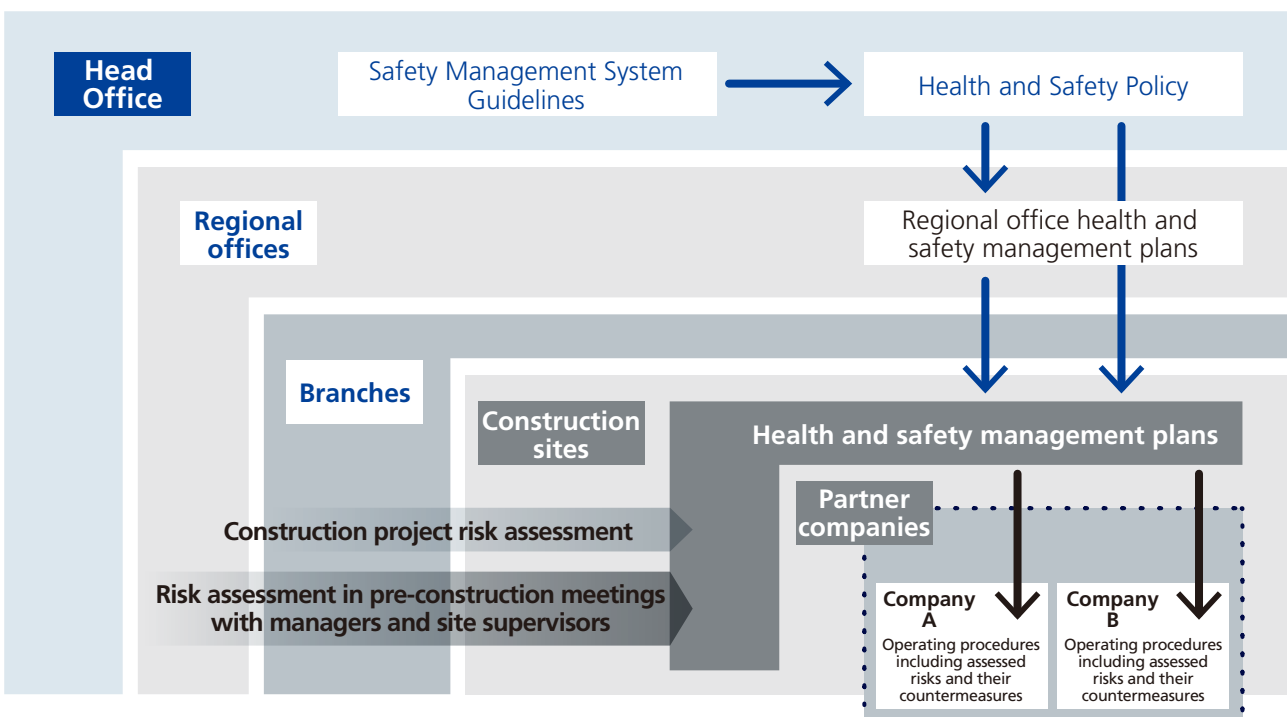 Head
Office
Safety Management System
Guidelines
Health and Safety Policy
Regional
offices
Regional office health and
safety management plans
Branches
Construction
sites
Health and safety management plans
Partner
companies
Construction project risk assessment
Risk assessment in pre-construction meetings
with managers and site supervisors
Company
A
Operating procedures
including assessed
risks and their
countermeasures
Company
B
Operating procedures
including assessed
risks and their
countermeasures